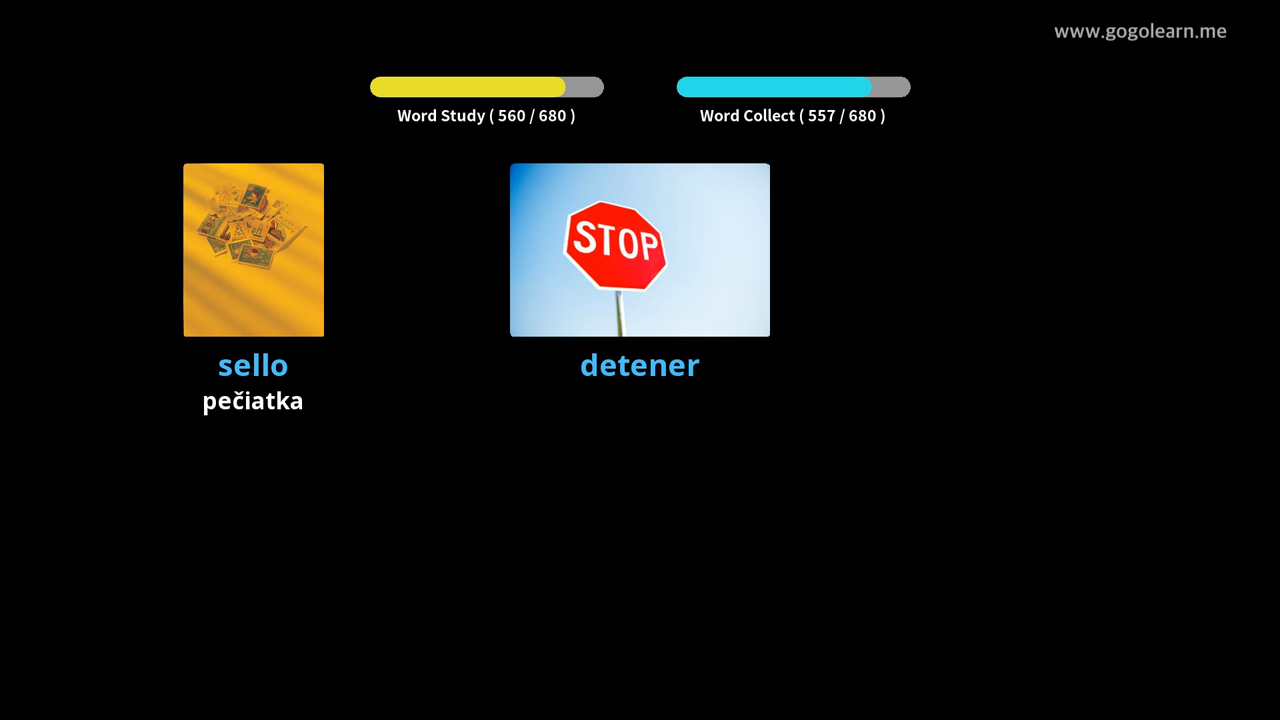 www.gogolearn.me
Word Study ( 560 / 680 )
Word Collect ( 557 / 680 )
STOP
sello
pečiatka
detener